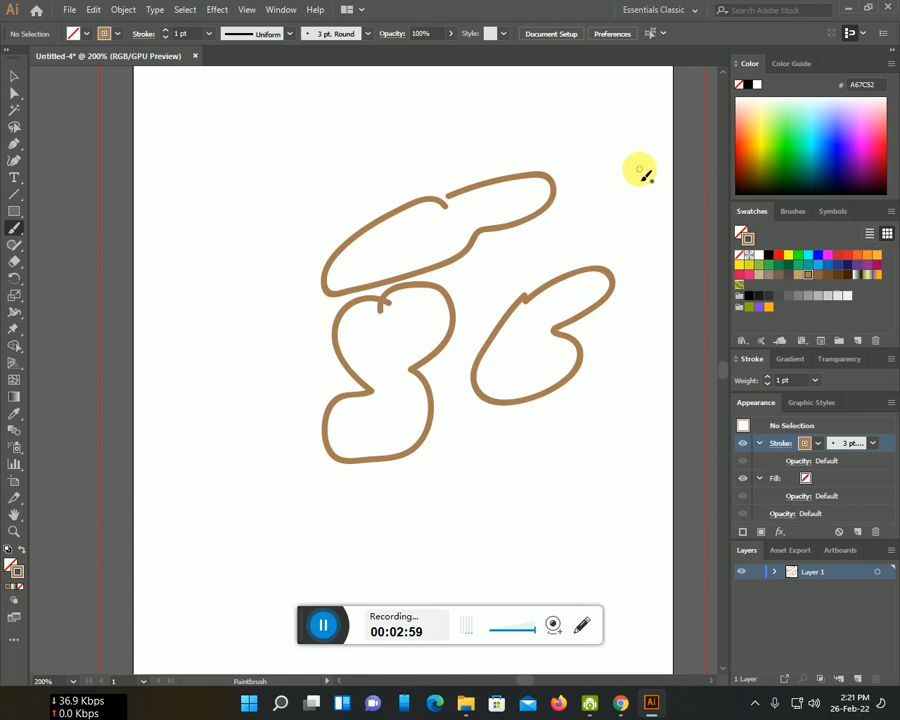 Ai File Edit Object Type Select Effect View Window Help Essentials Classic Search Adobe Stock
No Selection Stroke: 1 pt Uniform 3 pt. Round Opacity: 100% Style: Document Setup Preferences
Untitled-4* @ 200% (RGB/GPU Preview) ×
Color Color Guide
# A67C52
Swatches Brushes Symbols
Stroke Gradient Transparency
Weight: 1 pt
Appearance Graphic Styles
No Selection
Stroke: 3 pt....
Opacity: Default
Fill:
Opacity: Default
Opacity: Default
fx
Layers Asset Export Artboards
Layer 1
Recording...
00:02:59
200% 1 Paintbrush 1 Layer
36.9 Kbps
0.0 Kbps
Ai
2:21 PM
26-Feb-22